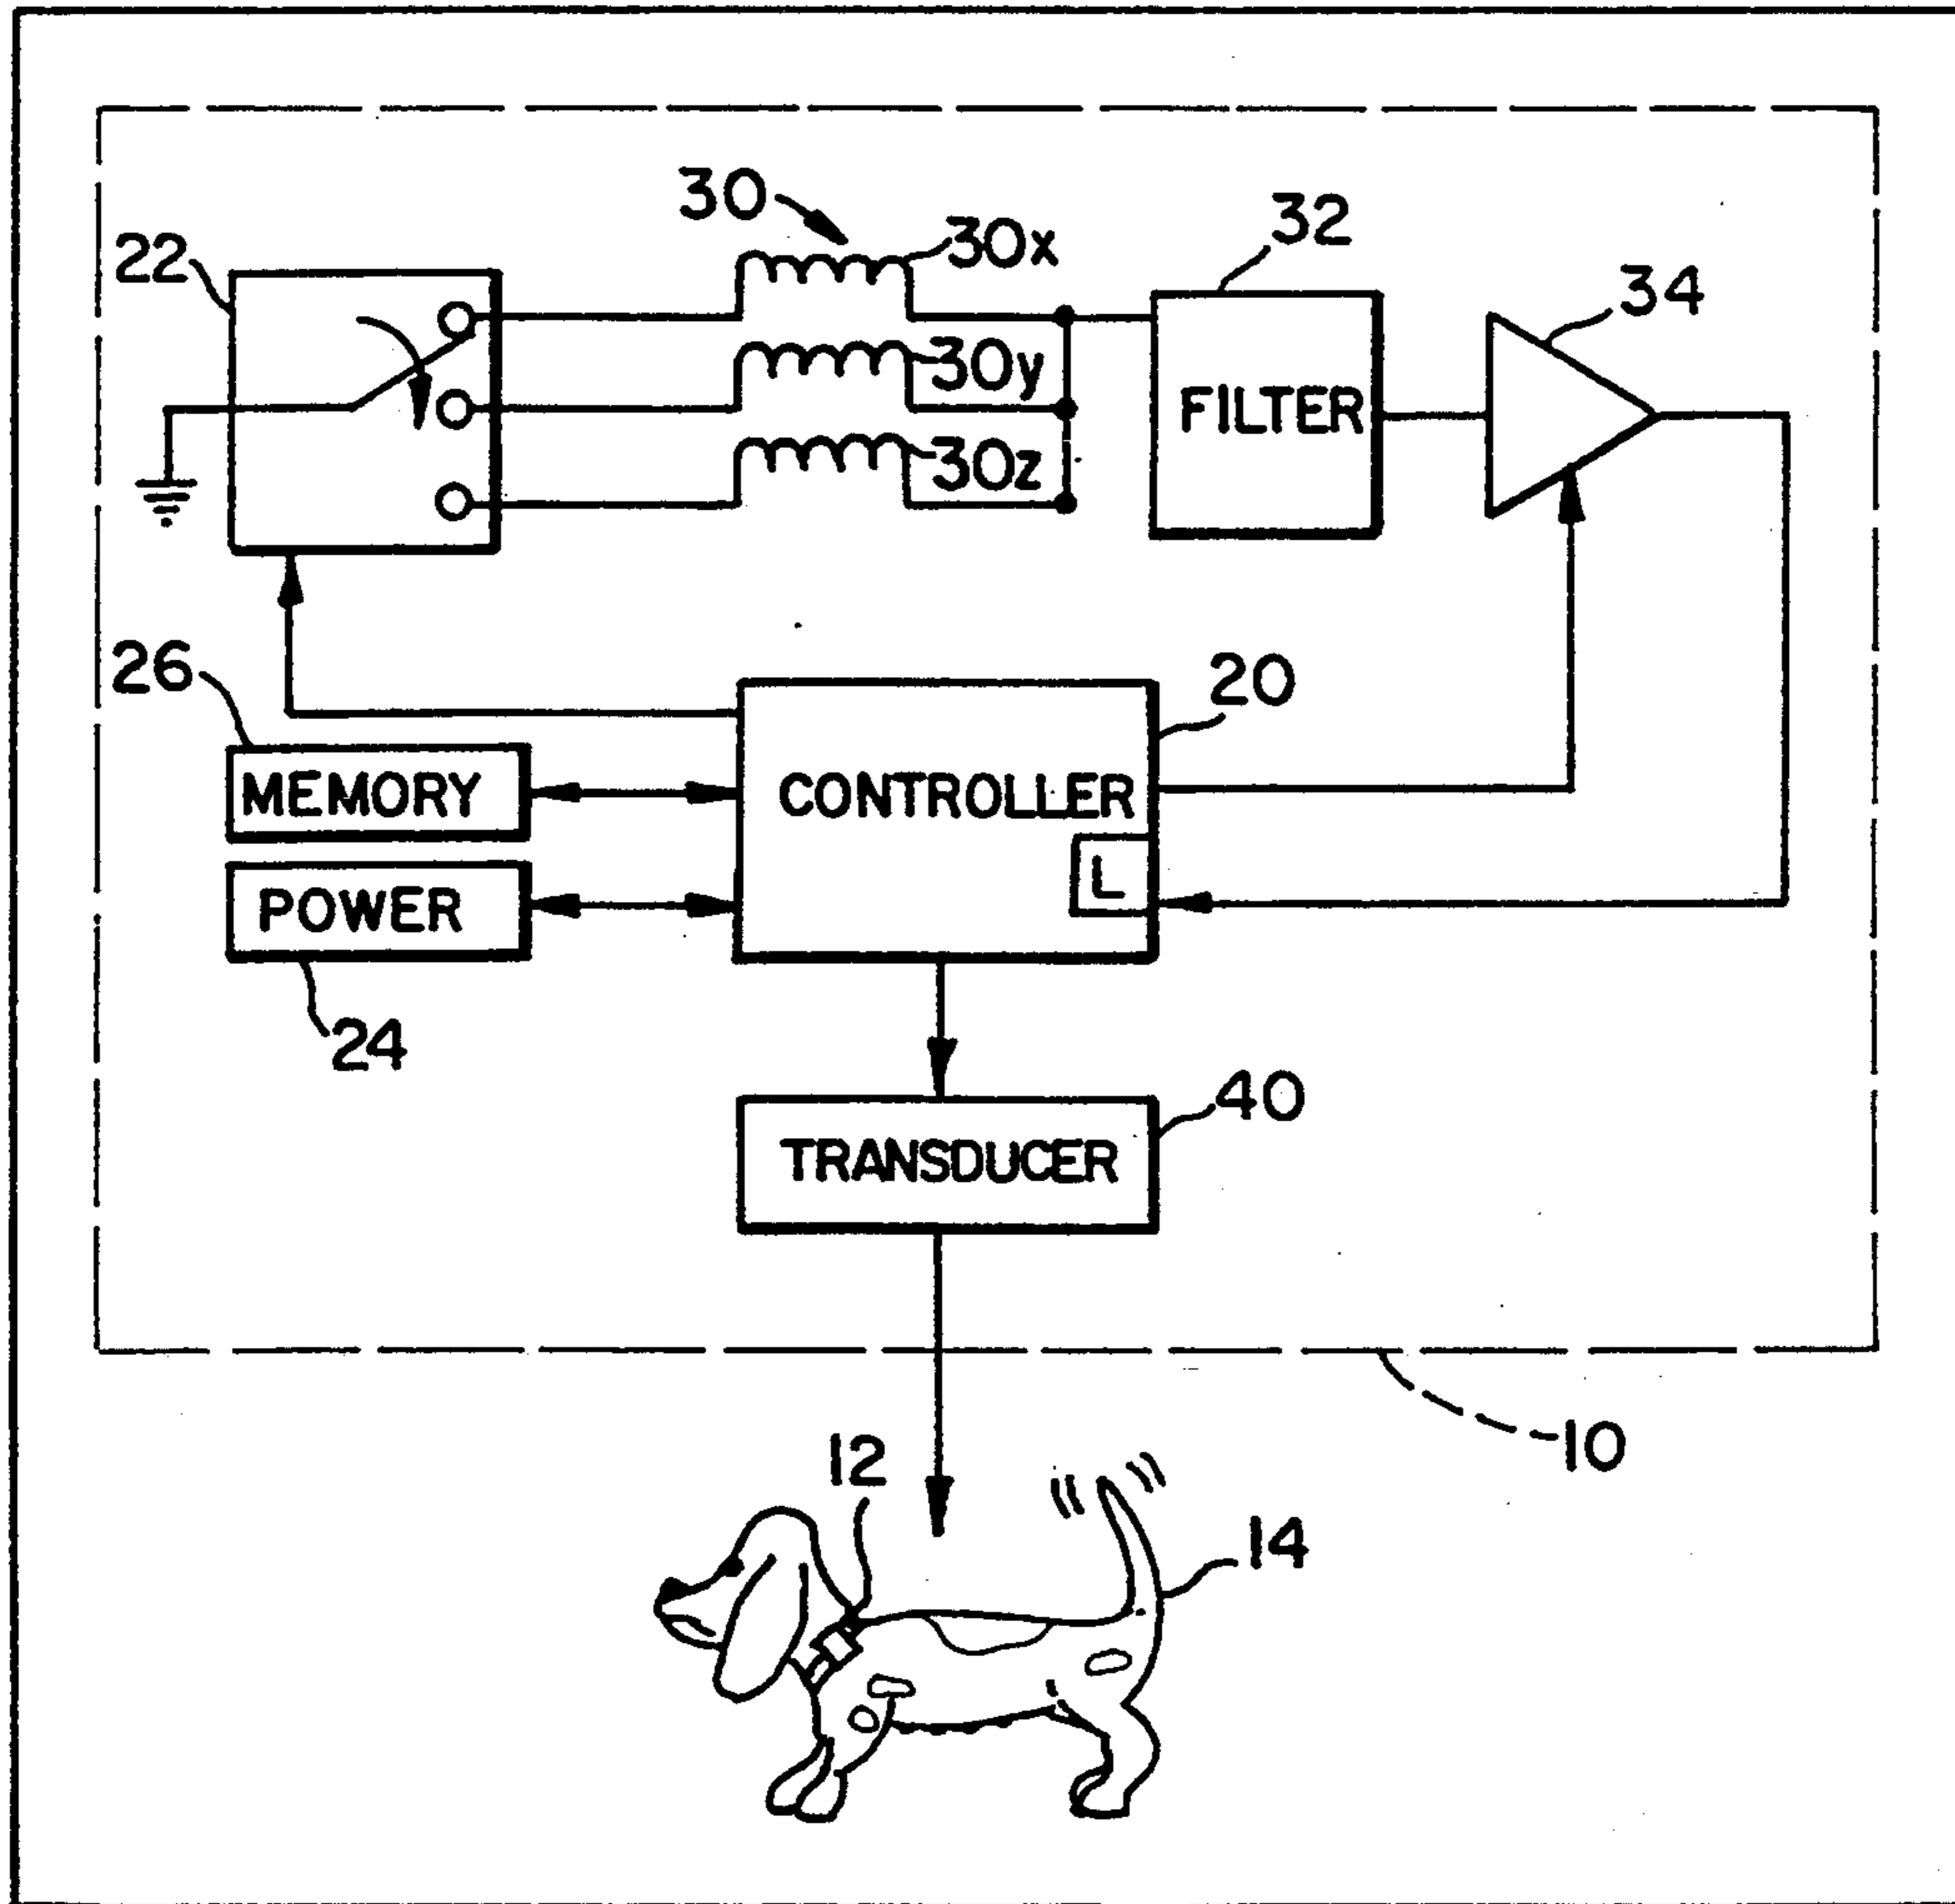 30
30x
32
22
34
30y
FILTER
30z
26
20
MEMORY
CONTROLLER
L
POWER
24
40
TRANSDUCER
10
12
14